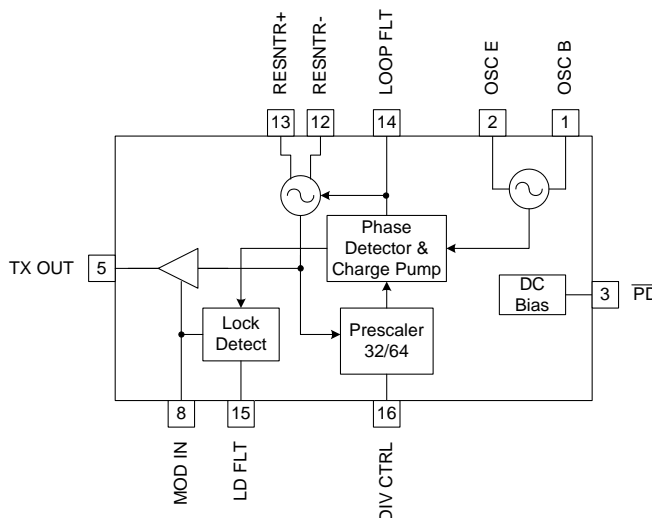 RESNTR+
RESNTR-
LOOP FLT
OSC E
OSC B
13
12
14
2
1
Phase
Detector &
Charge Pump
TX OUT
5
DC
Bias
3
PD
Lock
Detect
Prescaler
32/64
8
15
16
MOD IN
LD FLT
DIV CTRL